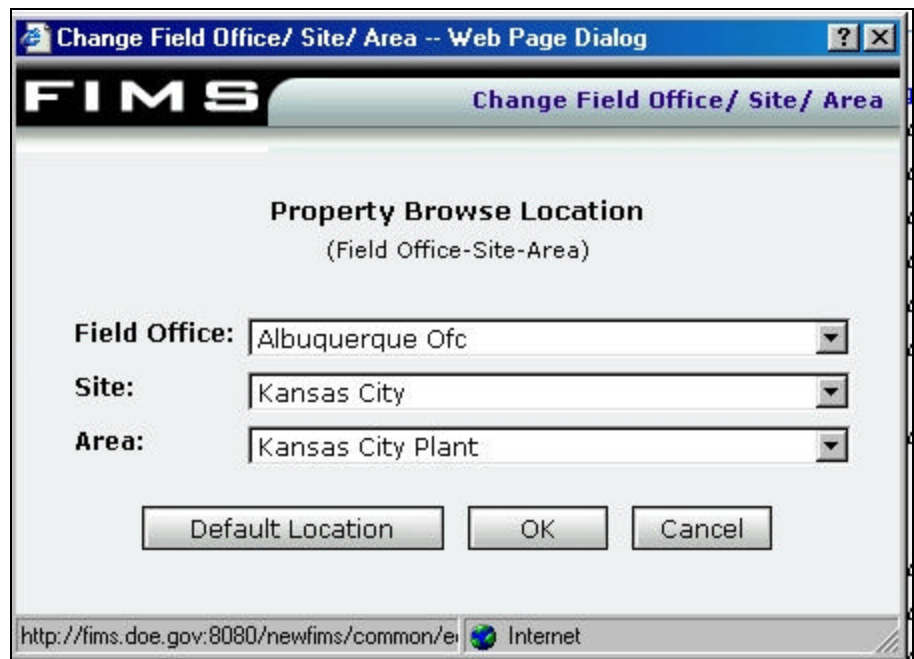 Change Field Office/ Site/ Area -- Web Page Dialog
FIMS
Change Field Office/ Site/ Area
Property Browse Location
(Field Office-Site-Area)
Field Office: Albuquerque Ofc
Site: Kansas City
Area: Kansas City Plant
Default Location OK Cancel
http://fims.doe.gov:8080/newfims/common/e Internet